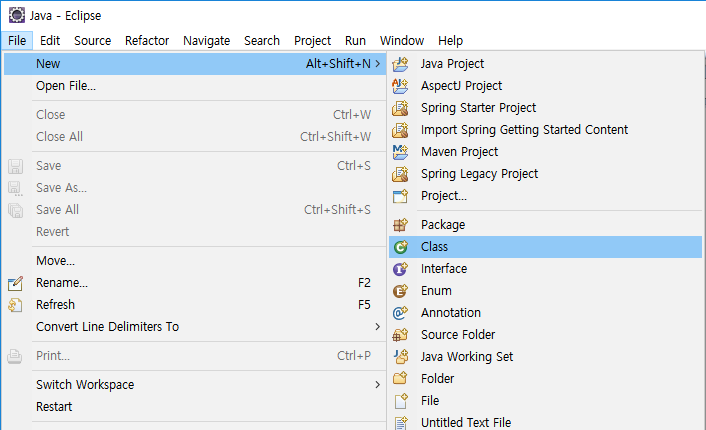 Java - Eclipse
File Edit Source Refactor Navigate Search Project Run Window Help
New Alt+Shift+N >
Open File...
Close Ctrl+W
Close All Ctrl+Shift+W
Save Ctrl+S
Save As...
Save All Ctrl+Shift+S
Revert
Move...
Rename... F2
Refresh F5
Convert Line Delimiters To >
Print... Ctrl+P
Switch Workspace >
Restart
Java Project
AspectJ Project
Spring Starter Project
Import Spring Getting Started Content
Maven Project
Spring Legacy Project
Project...
Package
Class
Interface
Enum
Annotation
Source Folder
Java Working Set
Folder
File
Untitled Text File